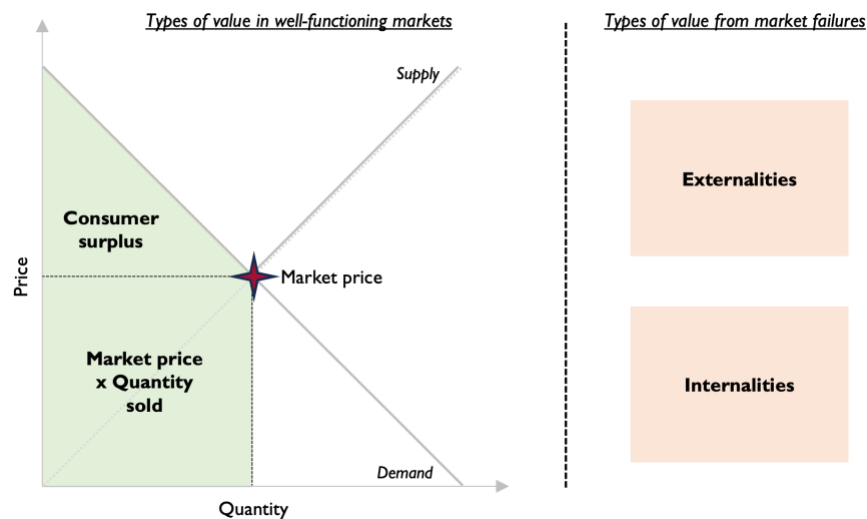 Types of value in well-functioning markets
Types of value from market failures
Supply
Externalities
Consumer
surplus
Price
Market price
Market price
x Quantity
sold
Internalities
Demand
Quantity